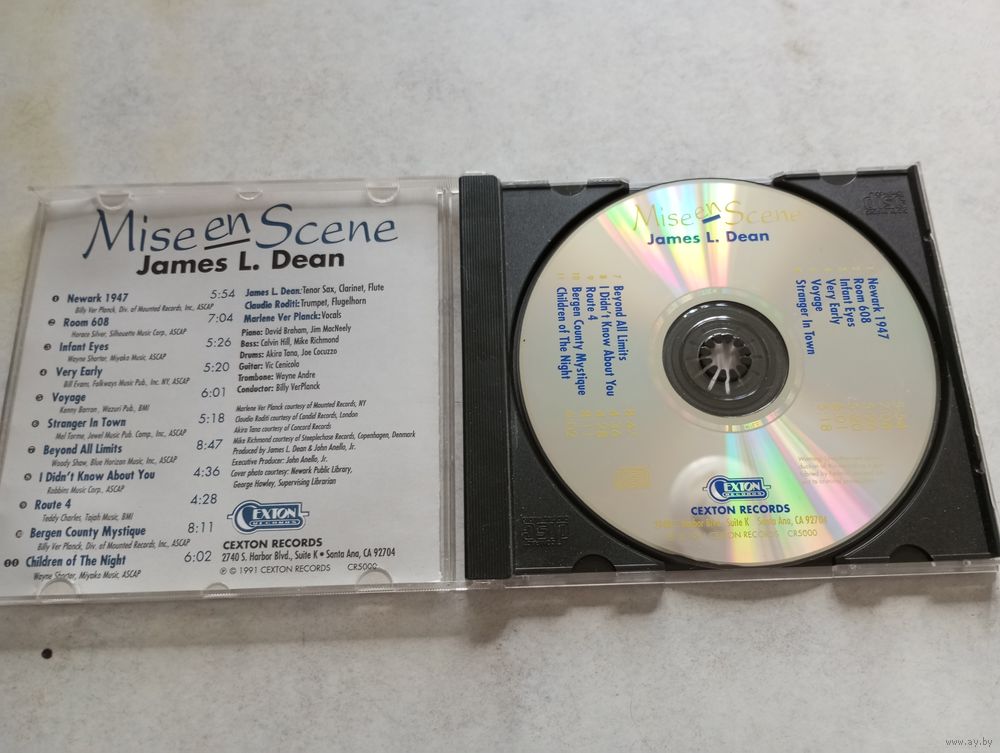 Mise en Scene
James L. Dean
1 Newark 1947 5:54
Billy Ver Planck, Div. of Mounted Records, Inc., ASCAP
2 Room 608 7:04
Horace Silver, Silhouette Music Corp., ASCAP
3 Infant Eyes 5:26
Wayne Shorter, Miyako Music, ASCAP
4 Very Early 5:20
Bill Evans, Folkways Music Pub., Inc. NY, ASCAP
5 Voyage 6:01
Kenny Barron, Wazuri Pub., BMI
6 Stranger In Town 5:18
Mel Torme, Jewel Music Pub. Comp., Inc., ASCAP
7 Beyond All Limits 8:47
Woody Shaw, Blue Horizon Music, Inc., ASCAP
8 I Didn't Know About You 4:36
Robbins Music Corp., ASCAP
9 Route 4 4:28
Teddy Charles, Tajah Music, BMI
10 Bergen County Mystique 8:11
Billy Ver Planck, Div. of Mounted Records, Inc., ASCAP
11 Children of The Night 6:02
Wayne Shorter, Miyako Music, ASCAP
James L. Dean: Tenor Sax, Clarinet, Flute
Claudio Roditi: Trumpet, Flugelhorn
Marlene Ver Planck: Vocals
Piano: David Braham, Jim MacNeely
Bass: Calvin Hill, Mike Richmond
Drums: Akira Tana, Joe Cocuzzo
Guitar: Vic Cenicola
Trombone: Wayne Andre
Conductor: Billy VerPlanck
Marlene Ver Planck courtesy of Mounted Records, NY
Claudio Roditi courtesy of Candid Records, London
Akira Tana courtesy of Concord Records
Mike Richmond courtesy of Steeplechase Records, Copenhagen, Denmark
Produced by James L. Dean & John Anello, Jr.
Executive Producer: John Anello, Jr.
Cover photo courtesy: Newark Public Library,
George Hawley, Supervising Librarian
CEXTON
RECORDS
CEXTON RECORDS
2740 S. Harbor Blvd., Suite K • Santa Ana, CA 92704
℗ © 1991 CEXTON RECORDS CR5000
Mise en Scene
James L. Dean
Newark 1947
Room 608
Infant Eyes
Very Early
Voyage
Stranger In Town
7 Beyond All Limits
8 I Didn't Know About You
9 Route 4
10 Bergen County Mystique
11 Children of The Night
CEXTON
RECORDS
CEXTON RECORDS
2740 S. Harbor Blvd., Suite K Santa Ana, CA 92704
CEXTON RECORDS CR5000
www.ay.by